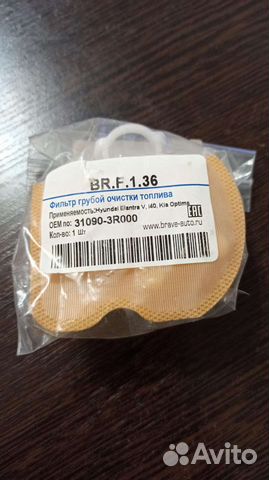 BR.F.1.36
Фильтр грубой очистки топлива
Применяемость:Hyundai Elantra V, i40, Kia Optima
OEM no: 31090-3R000
Кол-во: 1 Шт
www.brave-auto.ru
EAC
Avito